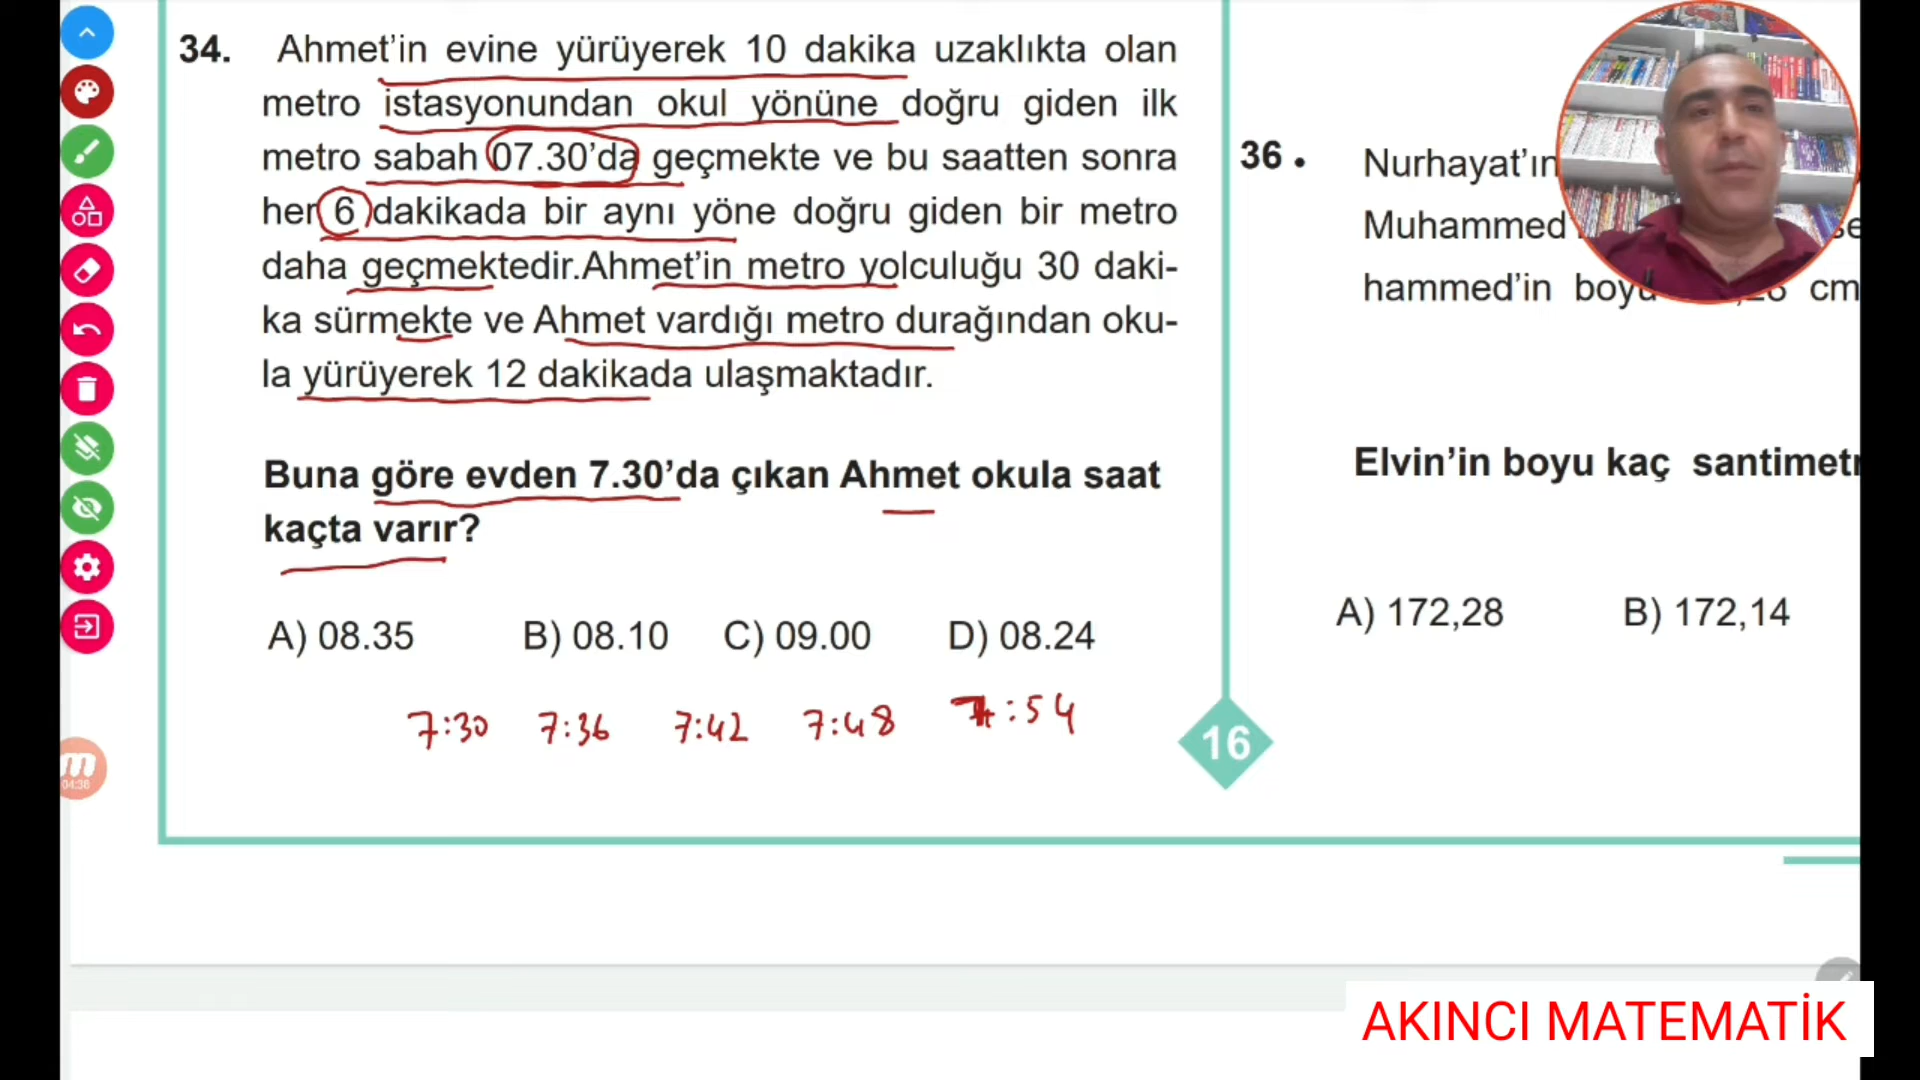 34. Ahmet'in evine yürüyerek 10 dakika uzaklıkta olan
metro istasyonundan okul yönüne doğru giden ilk
metro sabah 07.30'da geçmekte ve bu saatten sonra
her 6 dakikada bir aynı yöne doğru giden bir metro
daha geçmektedir.Ahmet'in metro yolculuğu 30 daki-
ka sürmekte ve Ahmet vardığı metro durağından oku-
la yürüyerek 12 dakikada ulaşmaktadır.
Buna göre evden 7.30'da çıkan Ahmet okula saat
kaçta varır?
A) 08.35 B) 08.10 C) 09.00 D) 08.24
7:30 7:36 7:42 7:48 7:54
16
36. Nurhayat'ın
Muhammed
hammed'in boyu cm
Elvin'in boyu kaç santimet
A) 172,28 B) 172,14
m
04:38
AKINCI MATEMATİK